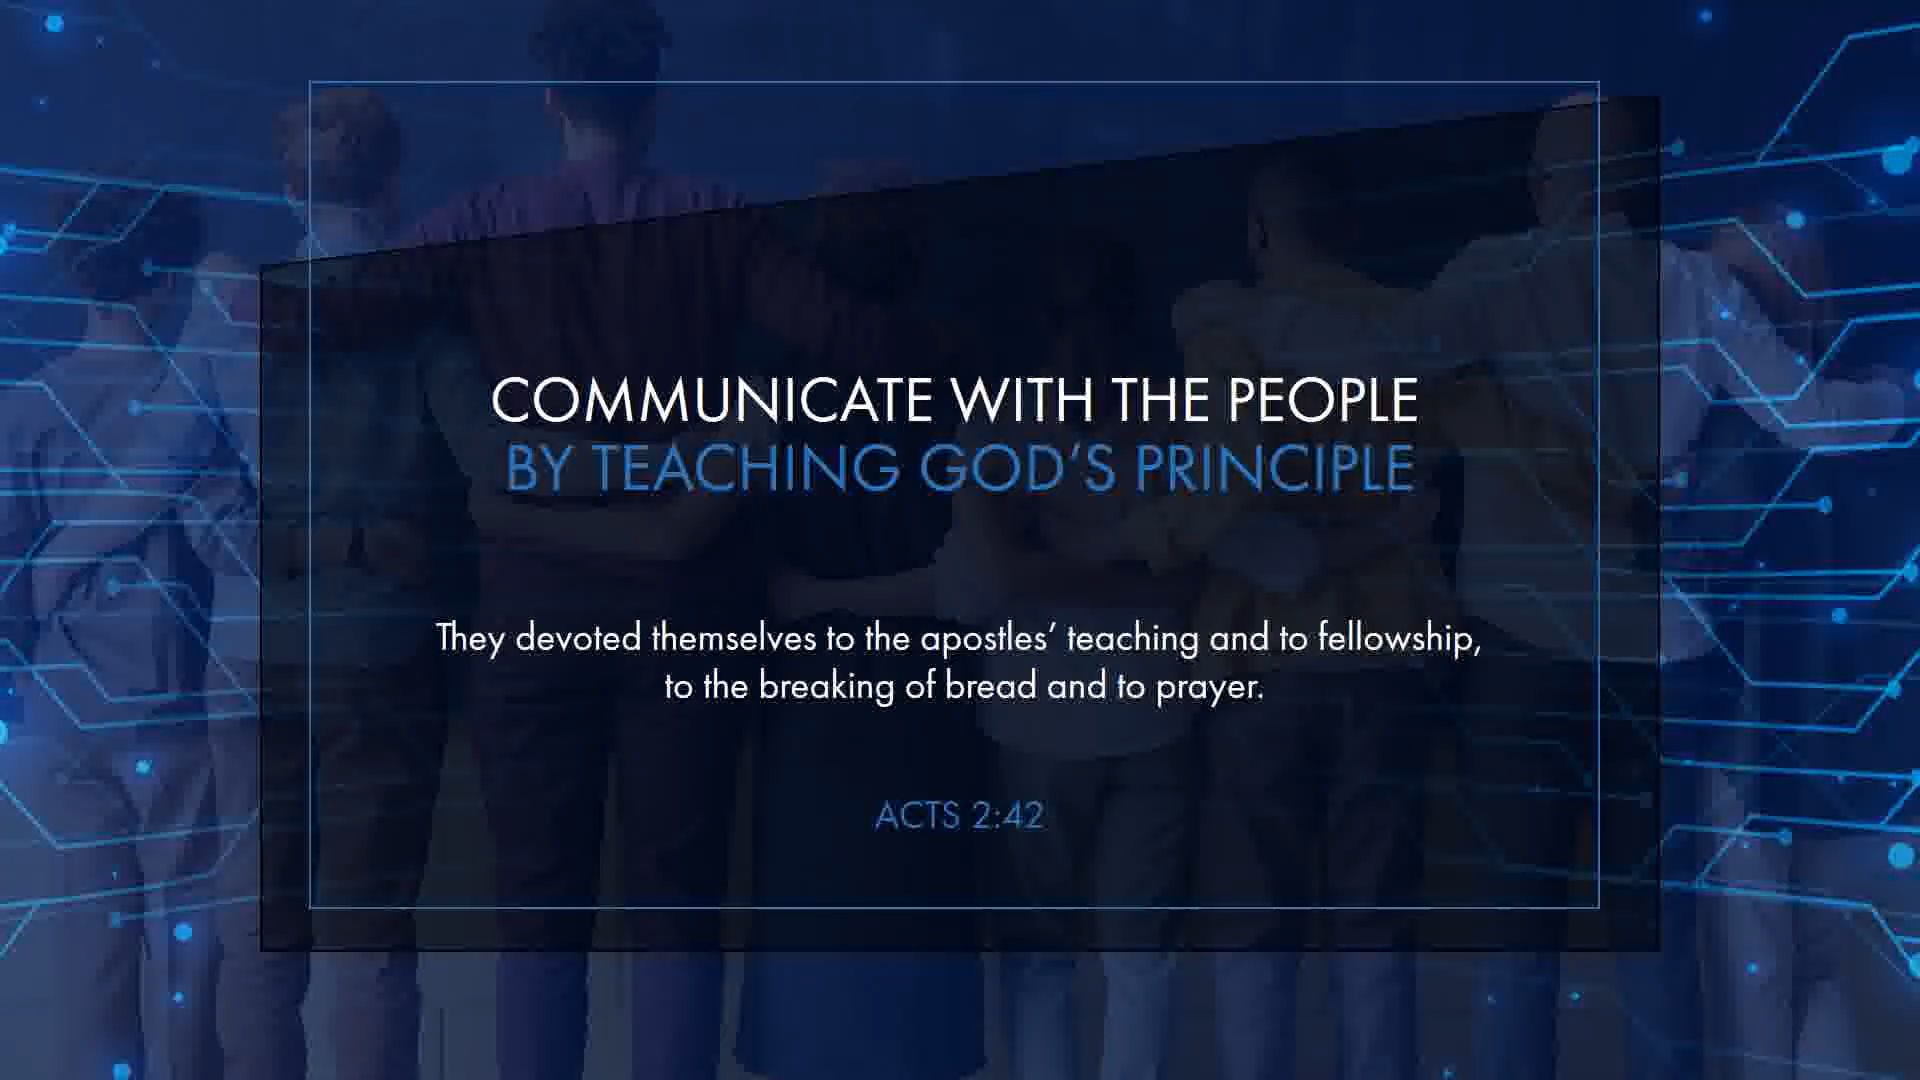 COMMUNICATE WITH THE PEOPLE
BY TEACHING GOD’S PRINCIPLE
They devoted themselves to the apostles’ teaching and to fellowship,
to the breaking of bread and to prayer.
ACTS 2:42